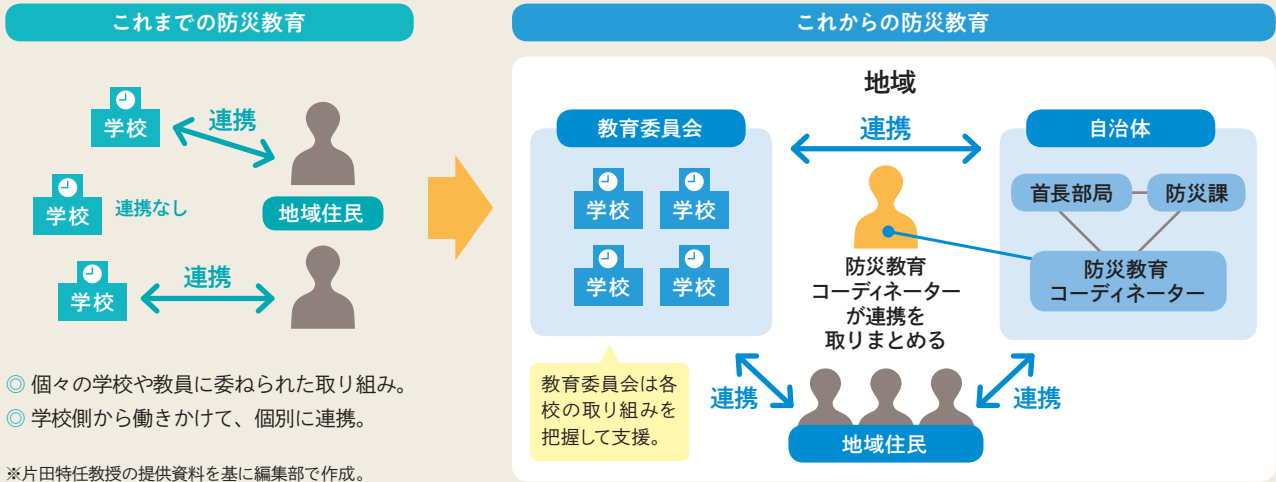 これまでの防災教育
学校
連携
学校
連携なし
地域住民
学校
連携
◎ 個々の学校や教員に委ねられた取り組み。
◎ 学校側から働きかけて、個別に連携。
※片田特任教授の提供資料を基に編集部で作成。
これからの防災教育
地域
教育委員会
学校
学校
学校
学校
教育委員会は各
校の取り組みを
把握して支援。
連携
防災教育
コーディネーター
が連携を
取りまとめる
自治体
首長部局
防災課
防災教育
コーディネーター
連携
連携
地域住民